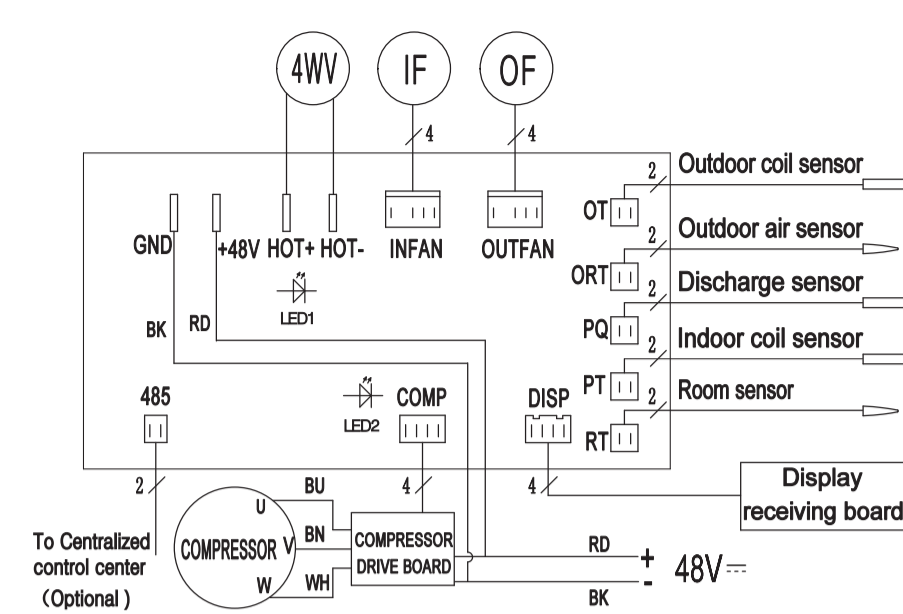 4WV
IF
OF
4
4
2
Outdoor coil sensor
OT
2
Outdoor air sensor
GND
+48V
HOT+
HOT-
INFAN
OUTFAN
ORT
2
Discharge sensor
LED1
BK
RD
PQ
2
Indoor coil sensor
PT
2
Room sensor
485
LED2
COMP
DISP
RT
2
4
4
Display
receiving board
To Centralized
control center
(Optional )
COMPRESSOR
U
V
W
BU
BN
WH
COMPRESSOR
DRIVE BOARD
RD
+
-
48V
BK